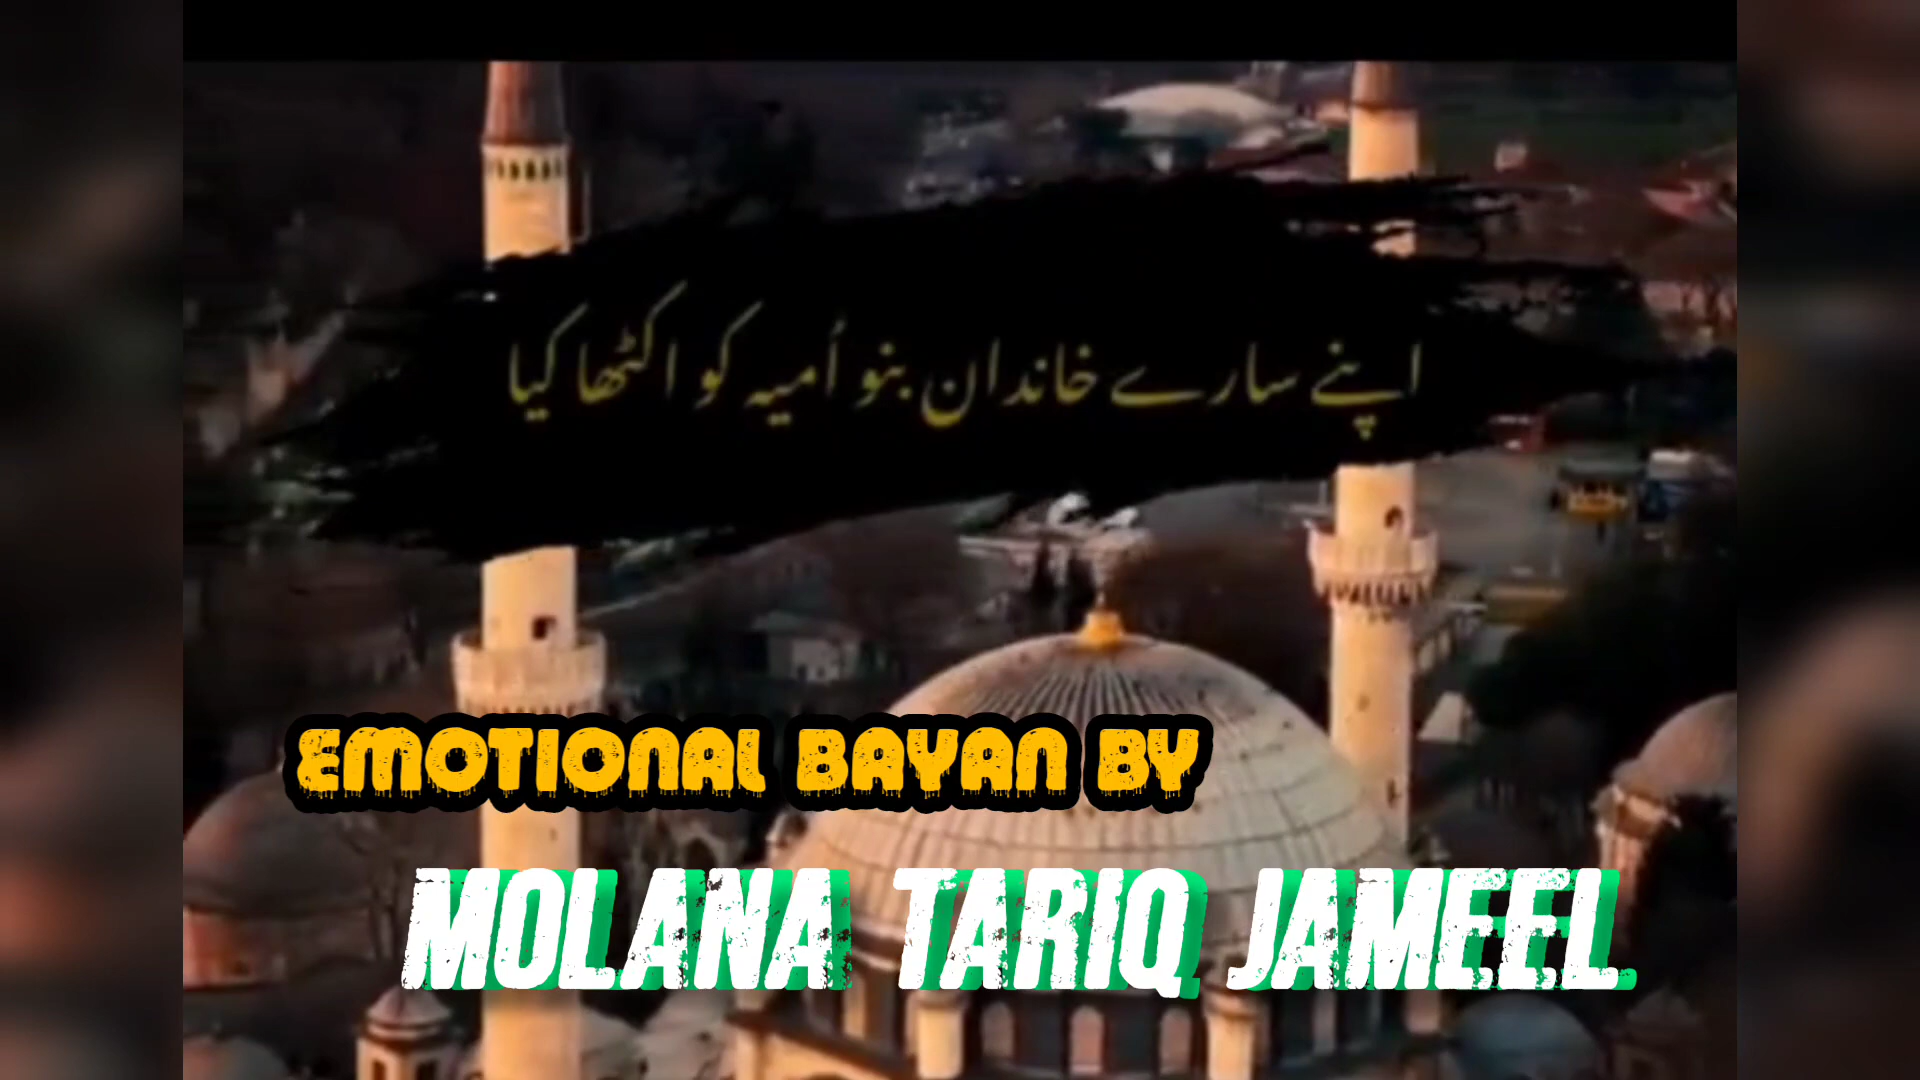 اپنے سارے خاندان بنو اُمیہ کو اکٹھا کیا
EMOTIONAL BAYAN BY
MOLANA TARIQ JAMEEL.